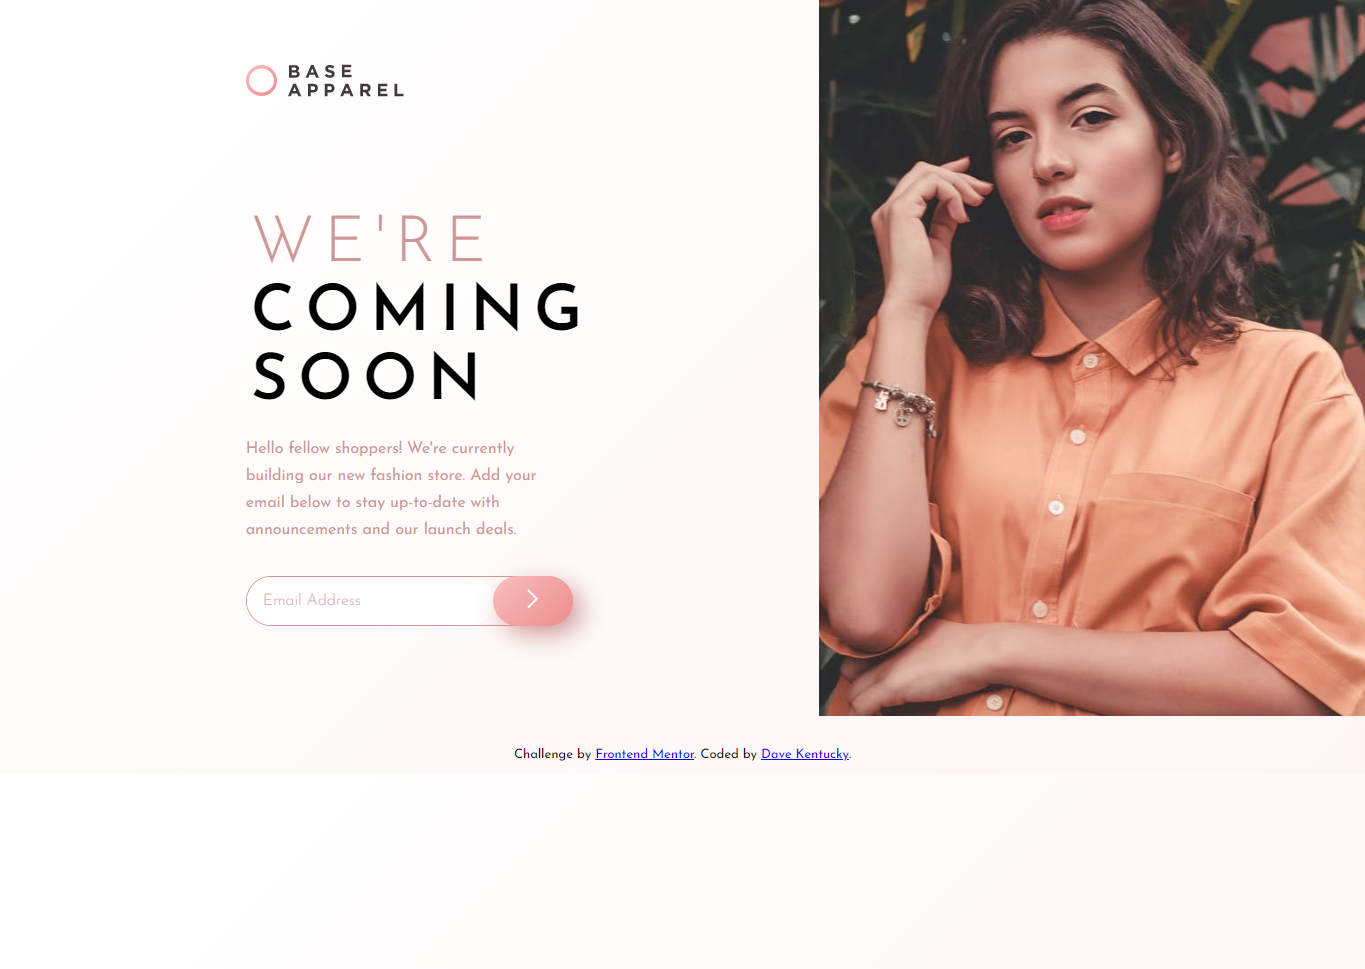 BASE
APPAREL
WE'RE
COMING
SOON
Hello fellow shoppers! We're currently
building our new fashion store. Add your
email below to stay up-to-date with
announcements and our launch deals.
Email Address
Challenge by Frontend Mentor. Coded by Dave Kentucky.